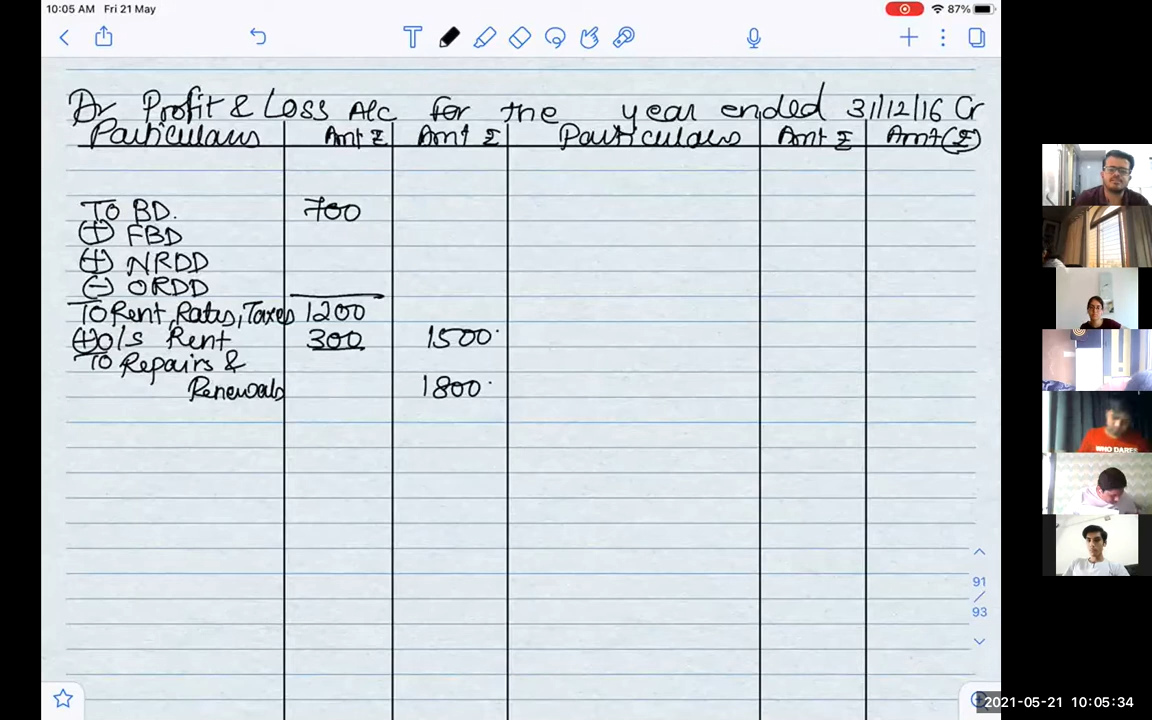 10:05 AM Fri 21 May
87%
Dr Profit & Loss A/c for the year ended 31/12/16 Cr
Particulars Amt ₹ Amt ₹ Particulars Amt ₹ Amt (₹)
To BD. 700
(+) FBD
(+) NRDD
(-) ORDD
To Rent, Rates, Taxes 1200
(+) O/S Rent 300 1500
To Repairs &
Renewals 1800
91
/
93
WHO DARES
2021-05-21 10:05:34